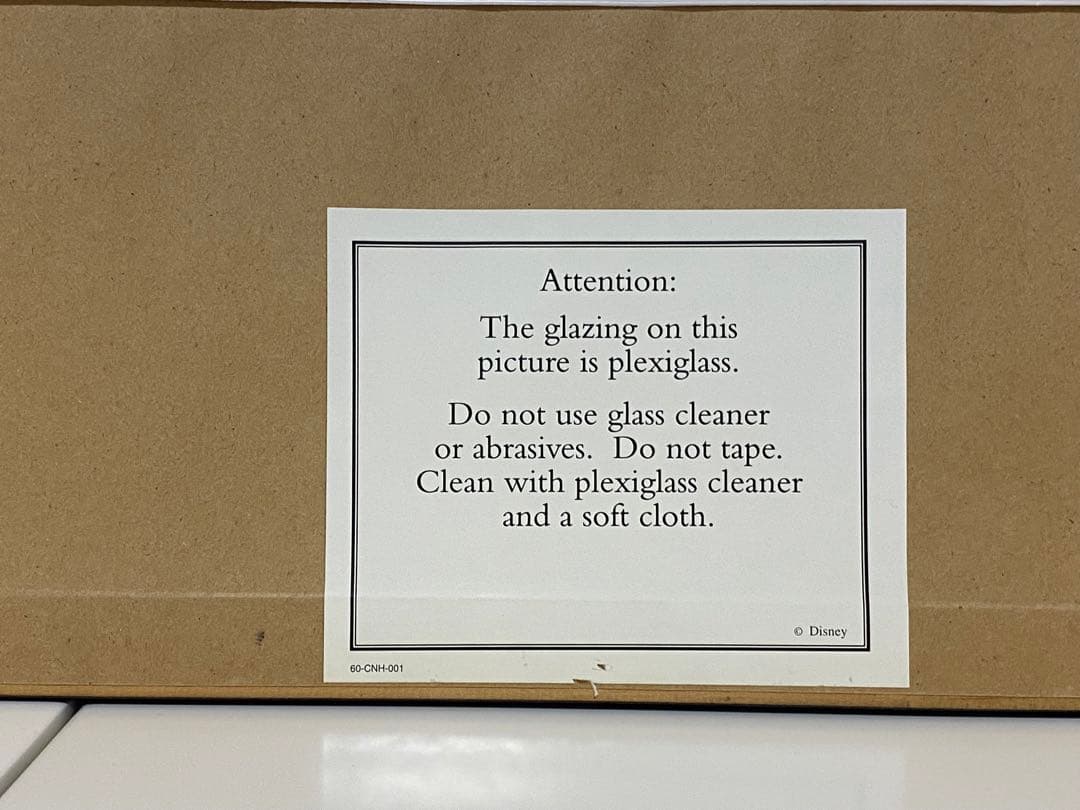 Attention:
The glazing on this
picture is plexiglass.
Do not use glass cleaner
or abrasives.  Do not tape.
Clean with plexiglass cleaner
and a soft cloth.
© Disney
60-CNH-001